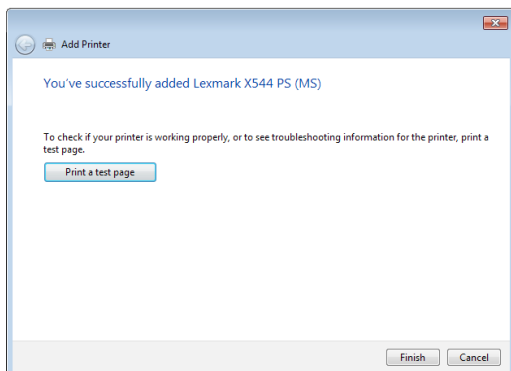 Add Printer
You've successfully added Lexmark X544 PS (MS)
To check if your printer is working properly, or to see troubleshooting information for the printer, print a
test page.
Print a test page
Finish Cancel